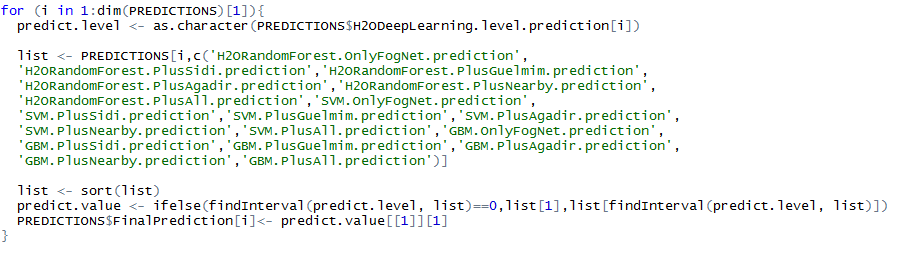 for (i in 1:dim(PREDICTIONS)[1]){
  predict.level <- as.character(PREDICTIONS$H2ODeepLearning.level.prediction[i])

  list <- PREDICTIONS[i,c('H2ORandomForest.OnlyFogNet.prediction',
  'H2ORandomForest.PlusSidi.prediction','H2ORandomForest.PlusGuelmim.prediction',
  'H2ORandomForest.PlusAgadir.prediction','H2ORandomForest.PlusNearby.prediction',
  'H2ORandomForest.PlusAll.prediction','SVM.OnlyFogNet.prediction',
  'SVM.PlusSidi.prediction','SVM.PlusGuelmim.prediction','SVM.PlusAgadir.prediction',
  'SVM.PlusNearby.prediction','SVM.PlusAll.prediction','GBM.OnlyFogNet.prediction',
  'GBM.PlusSidi.prediction','GBM.PlusGuelmim.prediction','GBM.PlusAgadir.prediction',
  'GBM.PlusNearby.prediction','GBM.PlusAll.prediction')]

  list <- sort(list)
  predict.value <- ifelse(findInterval(predict.level, list)==0,list[1],list[findInterval(predict.level, list)])
  PREDICTIONS$FinalPrediction[i]<- predict.value[[1]][1]
}